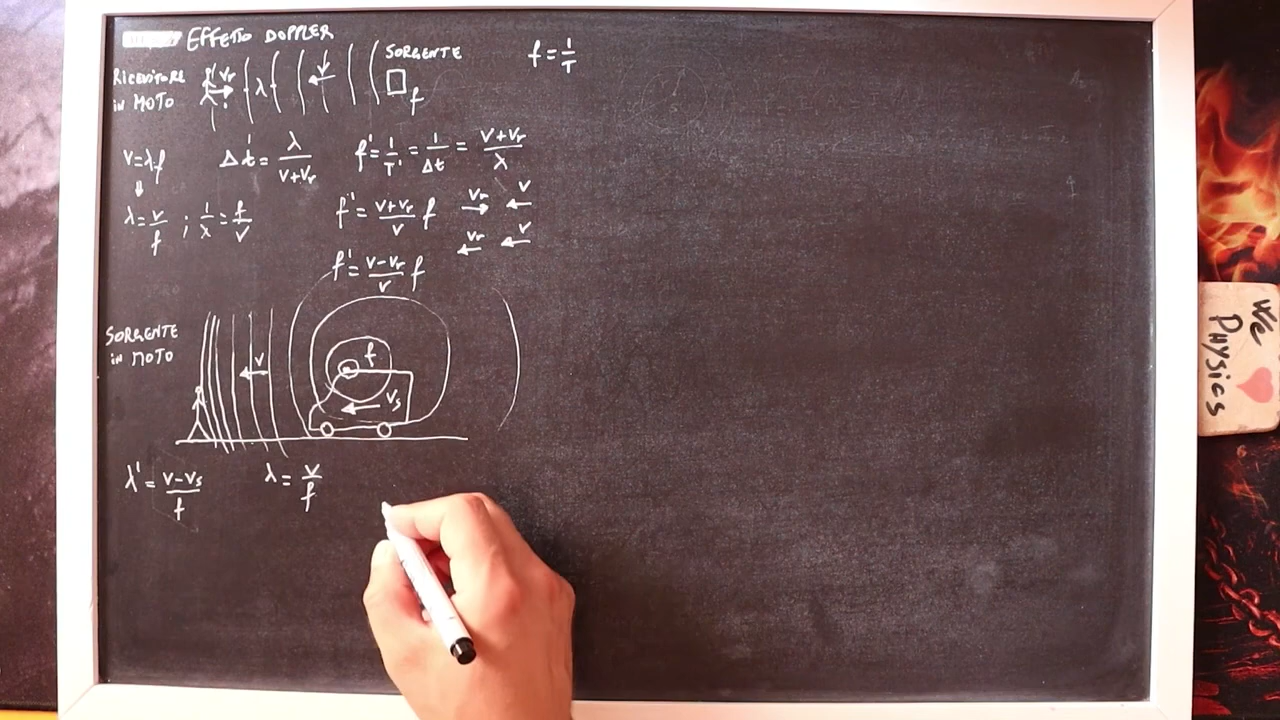 EFFETTO DOPPLER
RICEVITORE
in MOTO
vr
λ
v
SORGENTE
f
f = 1/T
v = λf
Δt' = λ/(v+vr)
f' = 1/T' = 1/Δt = (v+vr)/λ
λ = v/f ; 1/λ = f/v
f' = (v+vr)/v f
vr v
vr v
f' = (v-vr)/v f
SORGENTE
in MOTO
v
f
vs
λ' = (v-vs)/f
λ = v/f
We
Physics